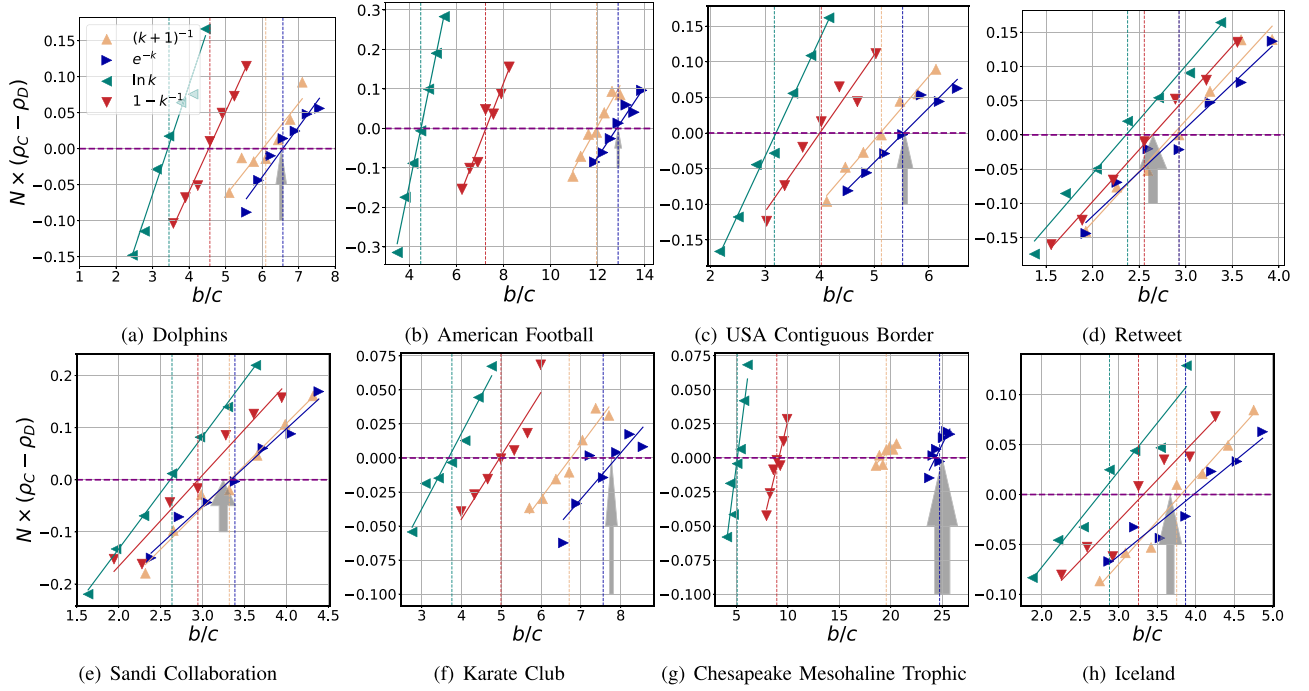 0.15
0.10
0.05
0.00
−0.05
−0.10
−0.15
N × (ρC − ρD)
(k + 1)^{-1}
e^{-k}
ln k
1 − k^{-1}
1 2 3 4 5 6 7 8
b/c
(a) Dolphins
0.3
0.2
0.1
0.0
−0.1
−0.2
−0.3
4 6 8 10 12 14
b/c
(b) American Football
0.15
0.10
0.05
0.00
−0.05
−0.10
−0.15
2 3 4 5 6
b/c
(c) USA Contiguous Border
0.15
0.10
0.05
0.00
−0.05
−0.10
−0.15
1.5 2.0 2.5 3.0 3.5 4.0
b/c
(d) Retweet
0.2
0.1
0.0
−0.1
−0.2
N × (ρC − ρD)
1.5 2.0 2.5 3.0 3.5 4.0 4.5
b/c
(e) Sandi Collaboration
0.075
0.050
0.025
0.000
−0.025
−0.050
−0.075
−0.100
3 4 5 6 7 8
b/c
(f) Karate Club
0.075
0.050
0.025
0.000
−0.025
−0.050
−0.075
−0.100
5 10 15 20 25
b/c
(g) Chesapeake Mesohaline Trophic
0.10
0.05
0.00
−0.05
−0.10
2.0 2.5 3.0 3.5 4.0 4.5 5.0
b/c
(h) Iceland